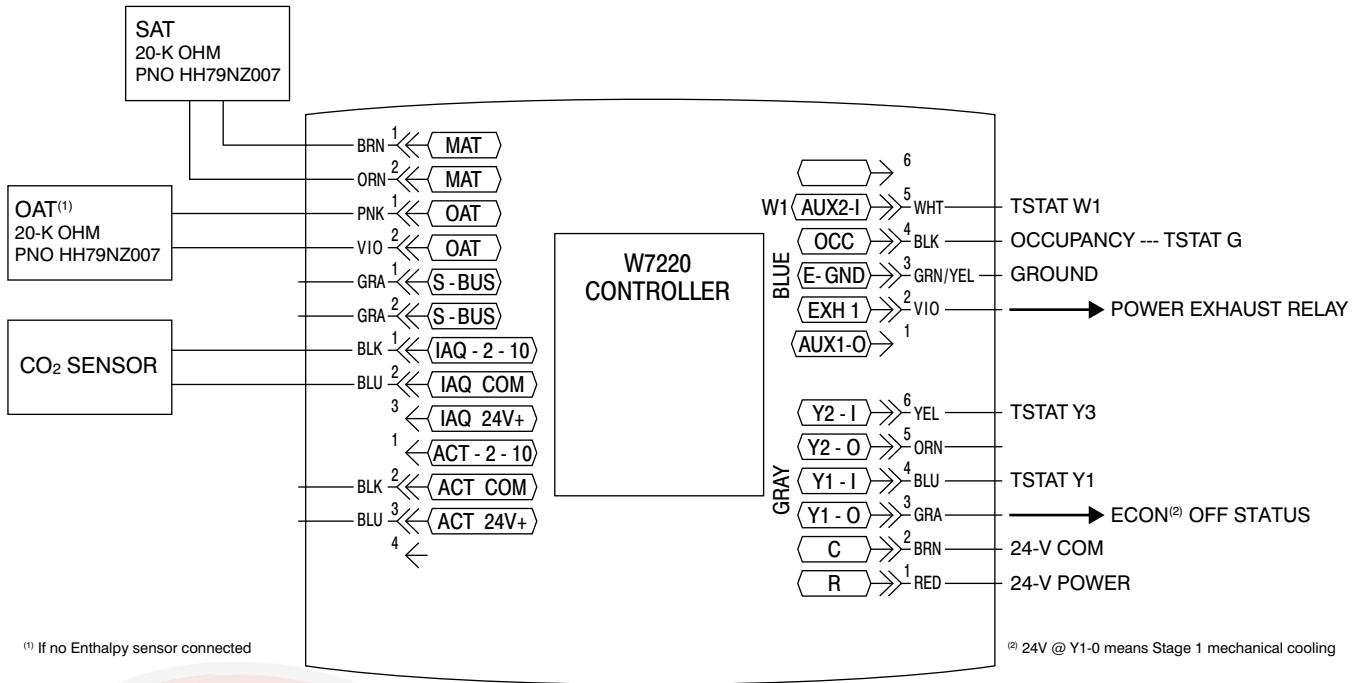 SAT
20-K OHM
PNO HH79NZ007
OAT(1)
20-K OHM
PNO HH79NZ007
CO2 SENSOR
BRN 1 MAT
ORN 2 MAT
PNK 1 OAT
VIO 2 OAT
GRA 1 S-BUS
GRA 2 S-BUS
BLK 1 IAQ - 2 - 10
BLU 2 IAQ COM
3 IAQ 24V+
1 ACT - 2 - 10
BLK 2 ACT COM
BLU 3 ACT 24V+
4
W7220
CONTROLLER
BLUE
6
W1 AUX2-I 5 WHT TSTAT W1
OCC 4 BLK OCCUPANCY --- TSTAT G
E- GND 3 GRN/YEL GROUND
EXH 1 2 VIO POWER EXHAUST RELAY
AUX1-O 1
GRAY
Y2 - I 6 YEL TSTAT Y3
Y2 - O 5 ORN
Y1 - I 4 BLU TSTAT Y1
Y1 - O 3 GRA ECON(2) OFF STATUS
C 2 BRN 24-V COM
R 1 RED 24-V POWER
(1) If no Enthalpy sensor connected
(2) 24V @ Y1-0 means Stage 1 mechanical cooling